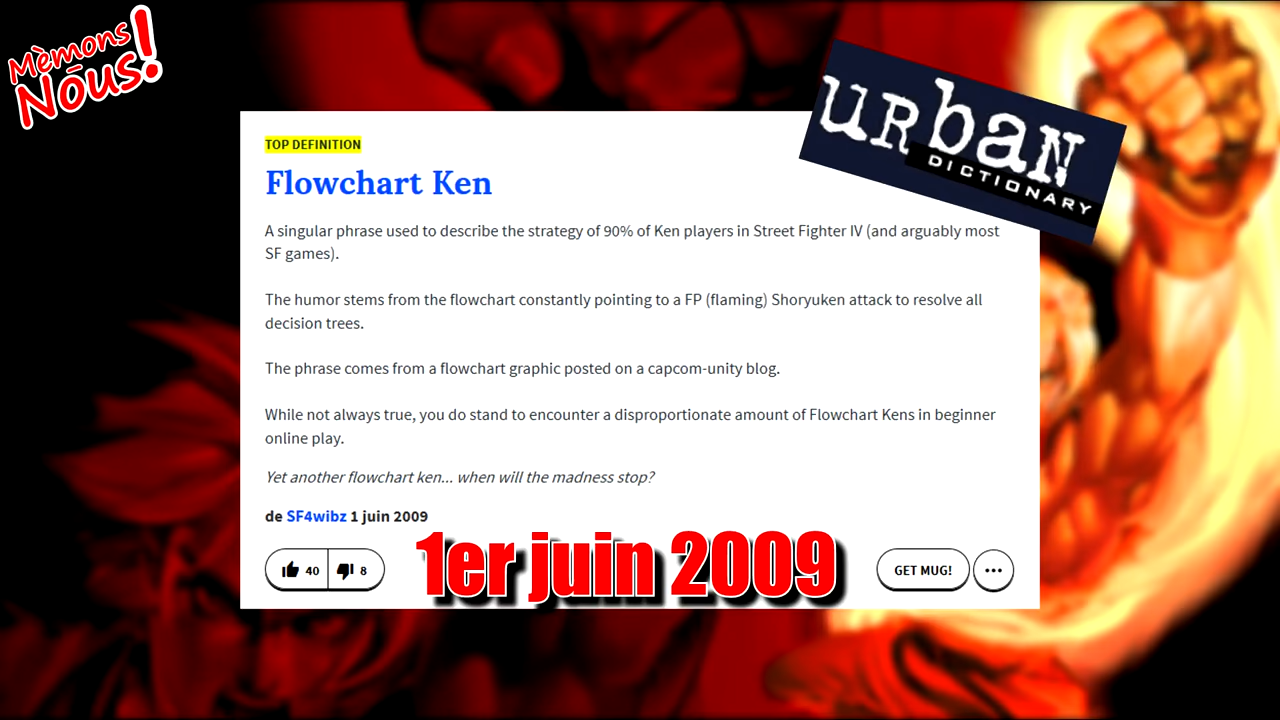 Mèmons
Nōus!
urban
DICTIONARY
TOP DEFINITION
Flowchart Ken
A singular phrase used to describe the strategy of 90% of Ken players in Street Fighter IV (and arguably most
SF games).
The humor stems from the flowchart constantly pointing to a FP (flaming) Shoryuken attack to resolve all
decision trees.
The phrase comes from a flowchart graphic posted on a capcom-unity blog.
While not always true, you do stand to encounter a disproportionate amount of Flowchart Kens in beginner
online play.
Yet another flowchart ken... when will the madness stop?
de SF4wibz 1 juin 2009
1er juin 2009
40 8 GET MUG!